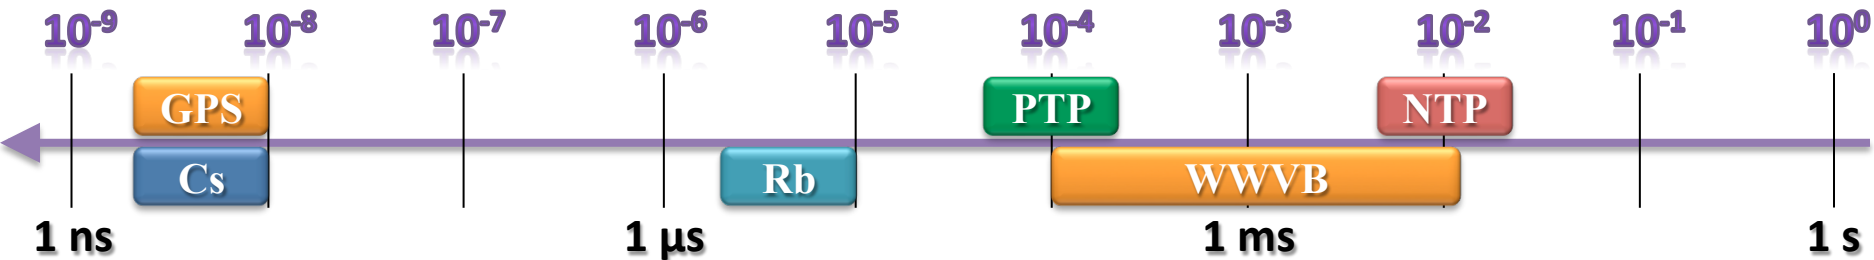 10⁻⁹ 10⁻⁸ 10⁻⁷ 10⁻⁶ 10⁻⁵ 10⁻⁴ 10⁻³ 10⁻² 10⁻¹ 10⁰
GPS PTP NTP
Cs Rb WWVB
1 ns 1 µs 1 ms 1 s